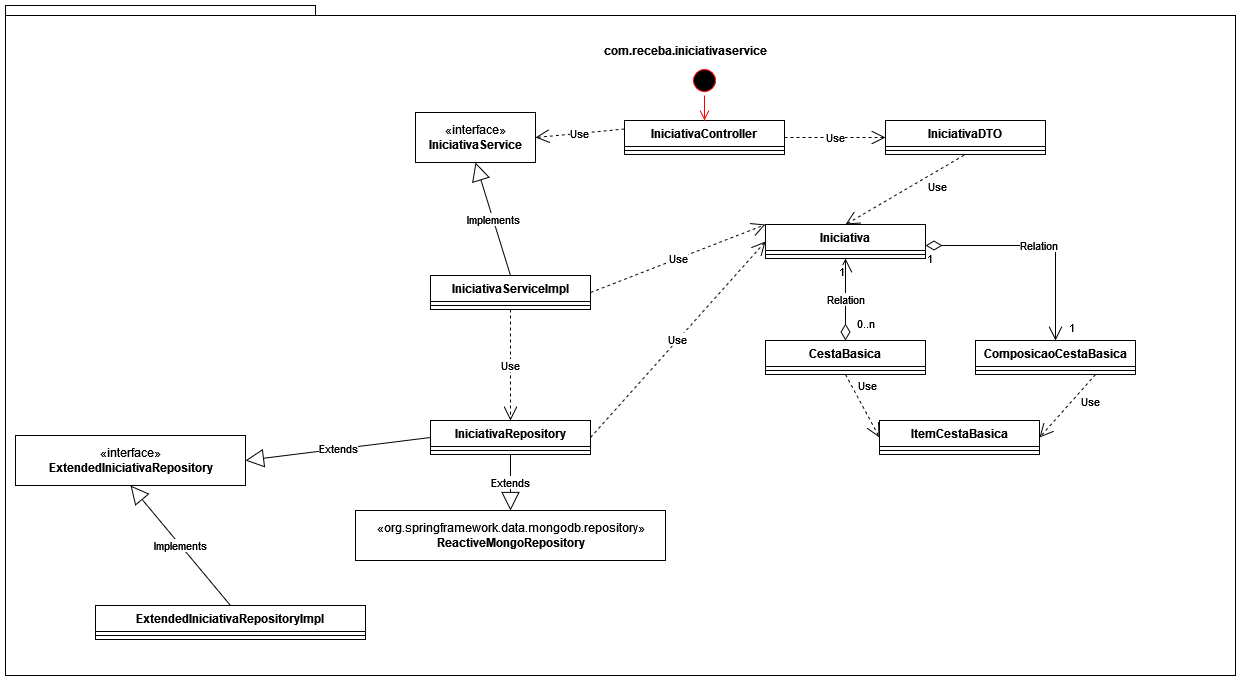 com.receba.iniciativaservice
«interface»
IniciativaService
Use
IniciativaController
Use
IniciativaDTO
Use
Implements
Iniciativa
1
Relation
Use
IniciativaServiceImpl
1
Relation
0..n
1
Use
Use
CestaBasica
ComposicaoCestaBasica
Use
Use
IniciativaRepository
ItemCestaBasica
«interface»
ExtendedIniciativaRepository
Extends
Extends
«org.springframework.data.mongodb.repository»
ReactiveMongoRepository
Implements
ExtendedIniciativaRepositoryImpl